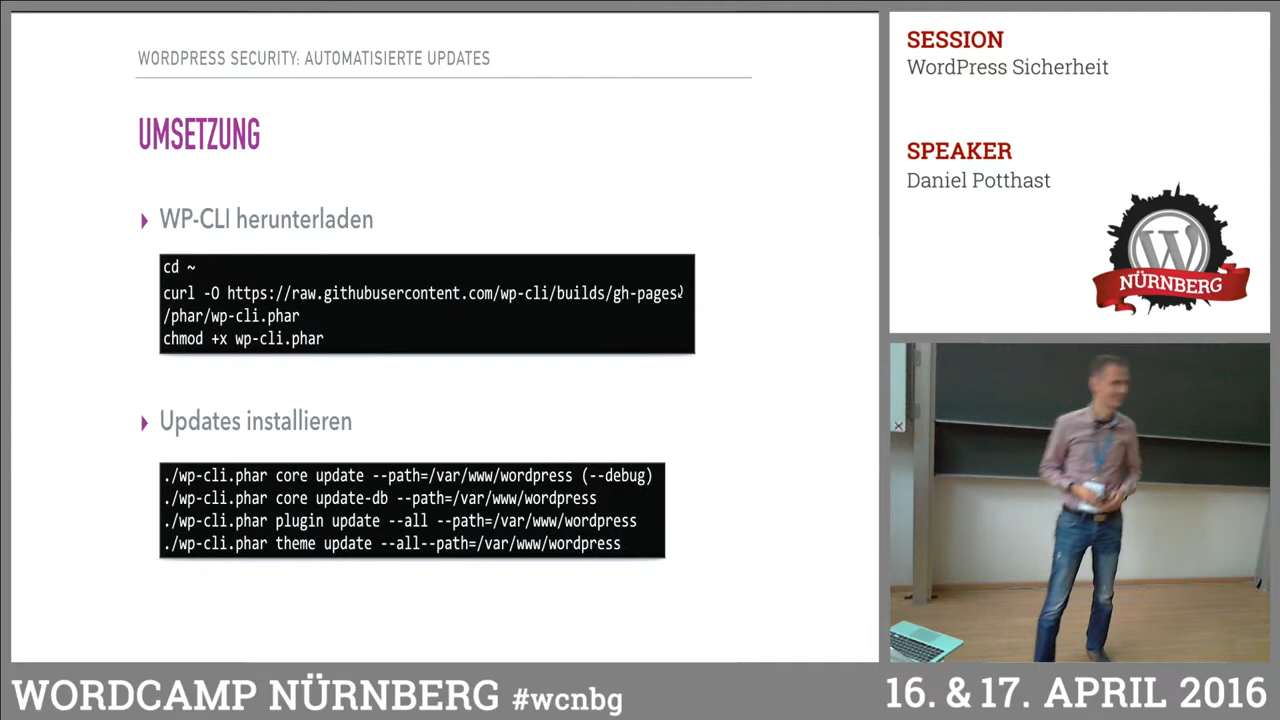 WORDPRESS SECURITY: AUTOMATISIERTE UPDATES
UMSETZUNG
WP-CLI herunterladen
cd ~
curl -O https://raw.githubusercontent.com/wp-cli/builds/gh-pages
/phar/wp-cli.phar
chmod +x wp-cli.phar
Updates installieren
./wp-cli.phar core update --path=/var/www/wordpress (--debug)
./wp-cli.phar core update-db --path=/var/www/wordpress
./wp-cli.phar plugin update --all --path=/var/www/wordpress
./wp-cli.phar theme update --all--path=/var/www/wordpress
SESSION
WordPress Sicherheit
SPEAKER
Daniel Potthast
W
NÜRNBERG
WORDCAMP NÜRNBERG #wcnbg
16. & 17. APRIL 2016